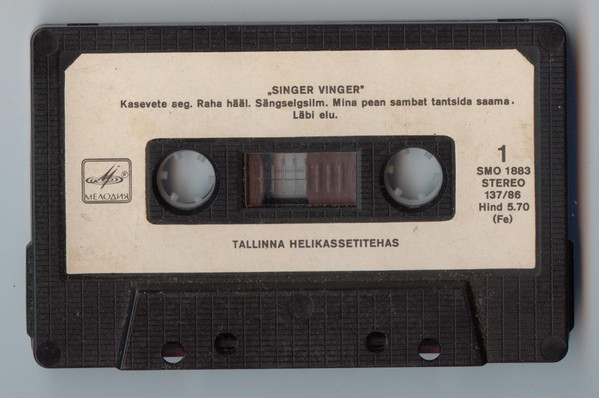 „SINGER VINGER"
Kasevete aeg. Raha hääl. Sängselgsilm. Mina pean sambat tantsida saama.
Läbi elu.
МЕЛОДИЯ
1
SMO 1883
STEREO
137/86
Hind 5.70
(Fe)
TALLINNA HELIKASSETITEHAS